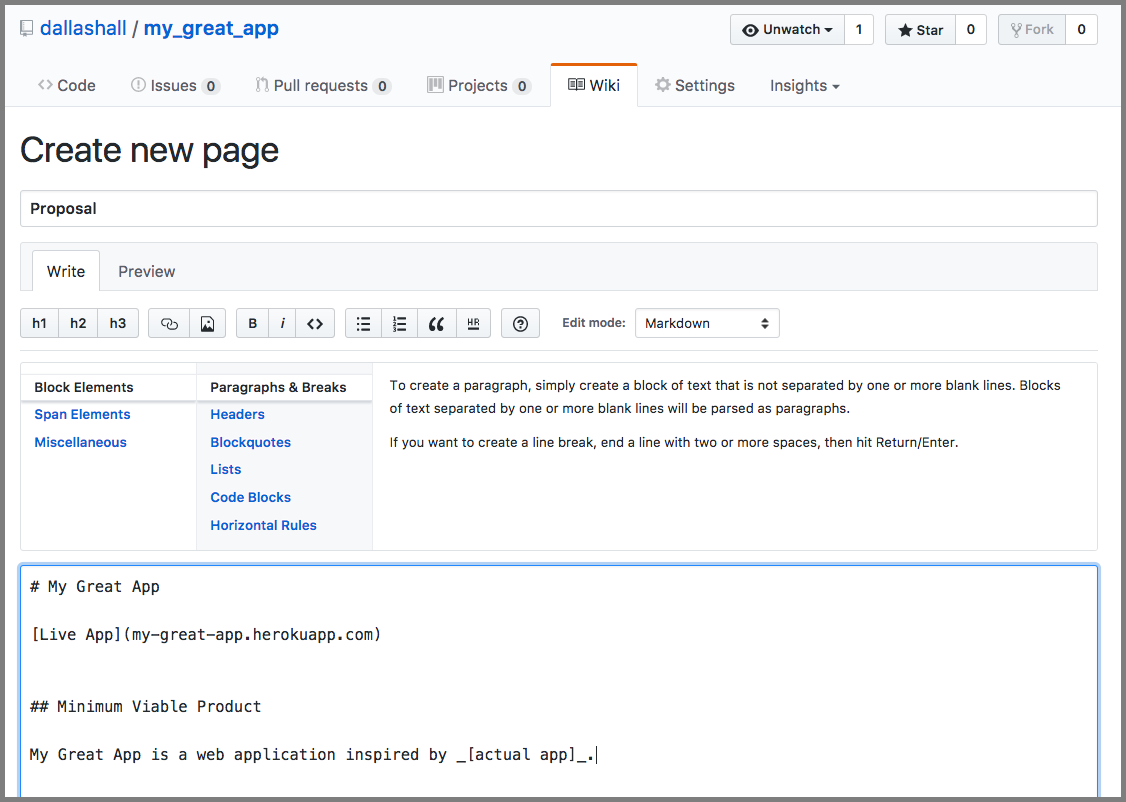 dallashall / my_great_app
Unwatch 1 Star 0 Fork 0
Code Issues 0 Pull requests 0 Projects 0 Wiki Settings Insights
Create new page
Proposal
Write Preview
h1 h2 h3 B i <> HR Edit mode: Markdown
Block Elements
Span Elements
Miscellaneous
Paragraphs & Breaks
Headers
Blockquotes
Lists
Code Blocks
Horizontal Rules
To create a paragraph, simply create a block of text that is not separated by one or more blank lines. Blocks
of text separated by one or more blank lines will be parsed as paragraphs.
If you want to create a line break, end a line with two or more spaces, then hit Return/Enter.
# My Great App
[Live App](my-great-app.herokuapp.com)
## Minimum Viable Product
My Great App is a web application inspired by _[actual app]_.